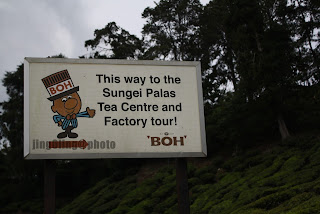 BOH
This way to the
Sungei Palas
Tea Centre and
Factory tour!
BOH